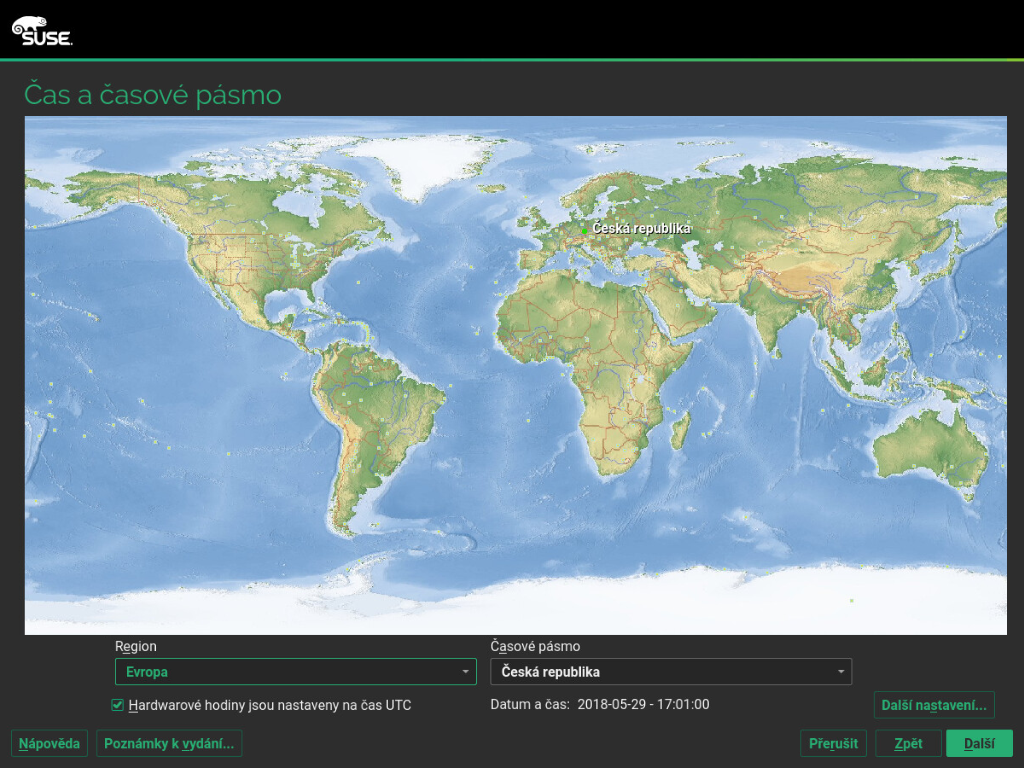 SUSE
Čas a časové pásmo
Česká republika
Region
Časové pásmo
Evropa
Česká republika
Hardwarové hodiny jsou nastaveny na čas UTC
Datum a čas: 2018-05-29 - 17:01:00
Další nastavení...
Nápověda
Poznámky k vydání...
Přerušit
Zpět
Další